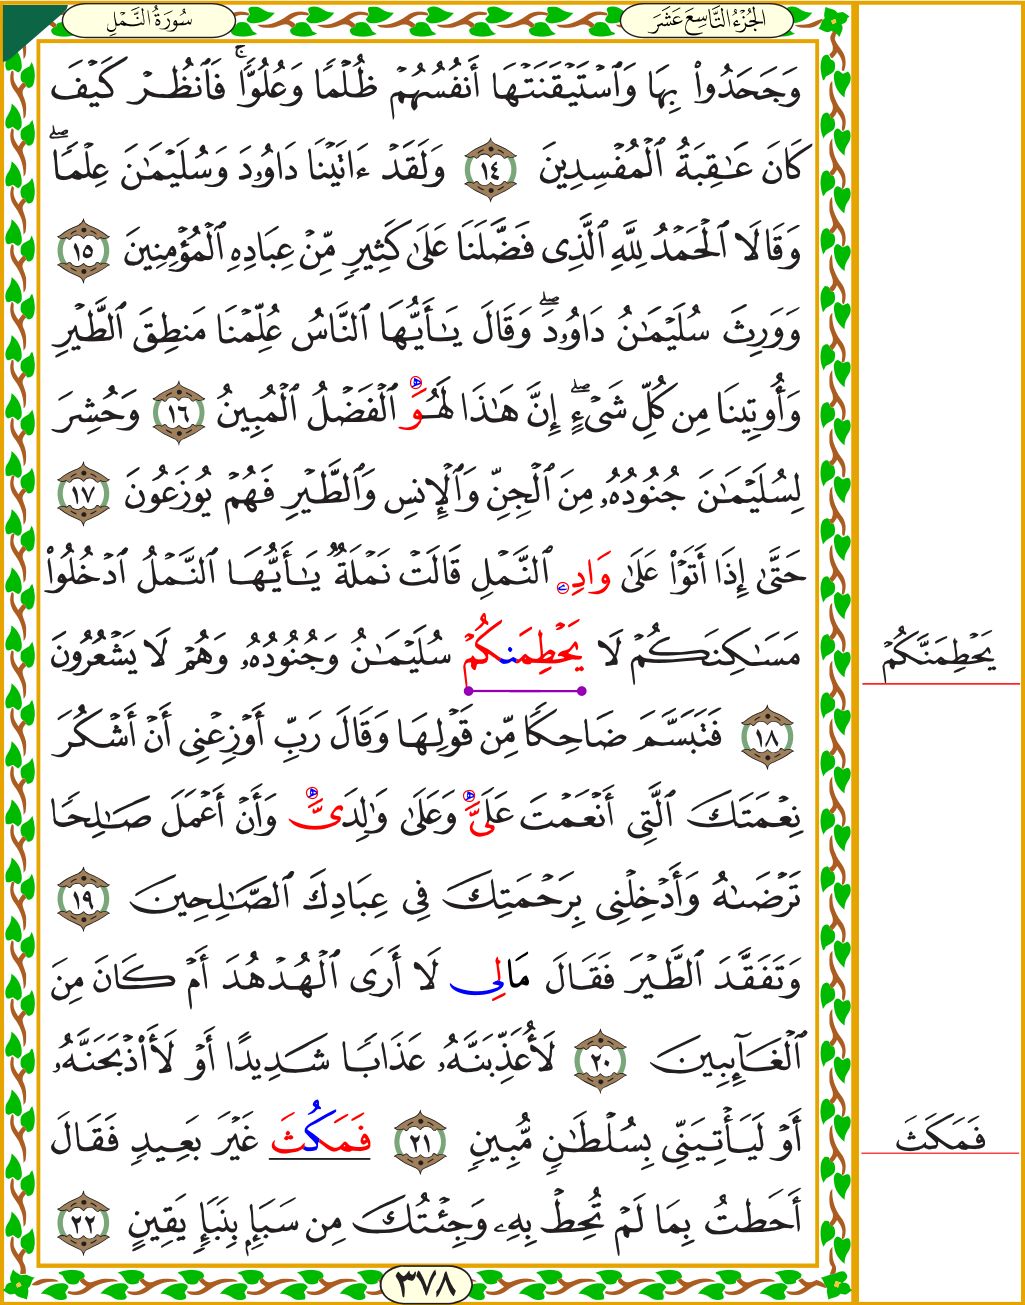 سُورَةُ النَّمْلِ
الجُزْءُ التَّاسِعَ عَشَرَ
وَجَحَدُوا۟ بِهَا وَٱسْتَيْقَنَتْهَآ أَنفُسُهُمْ ظُلْمًا وَعُلُوًّا ۚ فَٱنظُرْ كَيْفَ
كَانَ عَـٰقِبَةُ ٱلْمُفْسِدِينَ ١٤ وَلَقَدْ ءَاتَيْنَا دَاوُۥدَ وَسُلَيْمَـٰنَ عِلْمًا ۖ
وَقَالَا ٱلْحَمْدُ لِلَّهِ ٱلَّذِى فَضَّلَنَا عَلَىٰ كَثِيرٍ مِّنْ عِبَادِهِ ٱلْمُؤْمِنِينَ ١٥
وَوَرِثَ سُلَيْمَـٰنُ دَاوُۥدَ ۖ وَقَالَ يَـٰٓأَيُّهَا ٱلنَّاسُ عُلِّمْنَا مَنطِقَ ٱلطَّيْرِ
وَأُوتِينَا مِن كُلِّ شَىْءٍ ۖ إِنَّ هَـٰذَا لَهُوَ ٱلْفَضْلُ ٱلْمُبِينُ ١٦ وَحُشِرَ
لِسُلَيْمَـٰنَ جُنُودُهُۥ مِنَ ٱلْجِنِّ وَٱلْإِنسِ وَٱلطَّيْرِ فَهُمْ يُوزَعُونَ ١٧
حَتَّىٰٓ إِذَآ أَتَوْا۟ عَلَىٰ وَادِ ٱلنَّمْلِ قَالَتْ نَمْلَةٌ يَـٰٓأَيُّهَا ٱلنَّمْلُ ٱدْخُلُوا۟
مَسَـٰكِنَكُمْ لَا يَحْطِمَنكُمْ سُلَيْمَـٰنُ وَجُنُودُهُۥ وَهُمْ لَا يَشْعُرُونَ
يَحْطِمَنَّكُمْ
١٨ فَتَبَسَّمَ ضَاحِكًا مِّن قَوْلِهَا وَقَالَ رَبِّ أَوْزِعْنِىٓ أَنْ أَشْكُرَ
نِعْمَتَكَ ٱلَّتِىٓ أَنْعَمْتَ عَلَىَّ وَعَلَىٰ وَٰلِدَىَّ وَأَنْ أَعْمَلَ صَـٰلِحًا
تَرْضَىٰهُ وَأَدْخِلْنِى بِرَحْمَتِكَ فِى عِبَادِكَ ٱلصَّـٰلِحِينَ ١٩
وَتَفَقَّدَ ٱلطَّيْرَ فَقَالَ مَالِى لَآ أَرَى ٱلْهُدْهُدَ أَمْ كَانَ مِنَ
ٱلْغَآئِبِينَ ٢٠ لَأُعَذِّبَنَّهُۥ عَذَابًا شَدِيدًا أَوْ لَأَا۟ذْبَحَنَّهُۥٓ
أَوْ لَيَأْتِيَنِّى بِسُلْطَـٰنٍ مُّبِينٍ ٢١ فَمَكُثَ غَيْرَ بَعِيدٍ فَقَالَ
فَمَكَثَ
أَحَطتُ بِمَا لَمْ تُحِطْ بِهِۦ وَجِئْتُكَ مِن سَبَإٍۭ بِنَبَإٍ يَقِينٍ ٢٢
٣٧٨